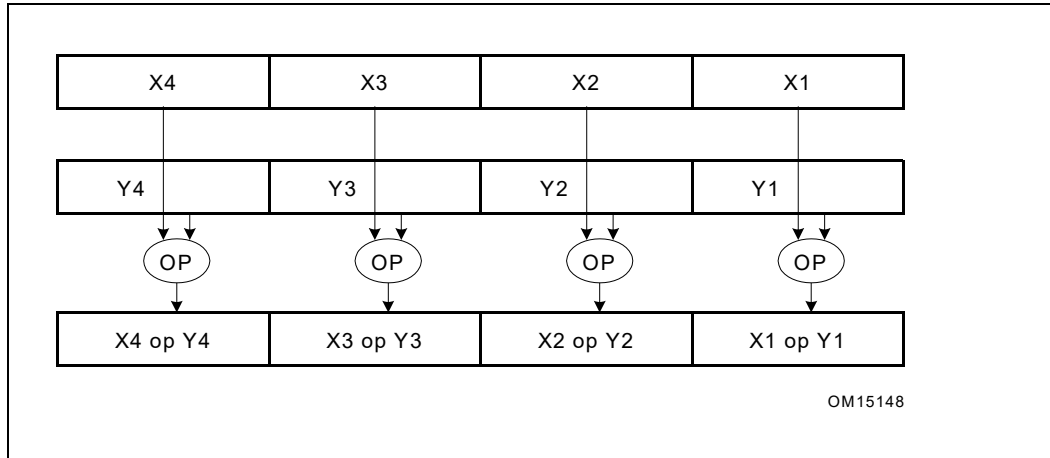 X4 X3 X2 X1
Y4 Y3 Y2 Y1
OP OP OP OP
X4 op Y4 X3 op Y3 X2 op Y2 X1 op Y1
OM15148